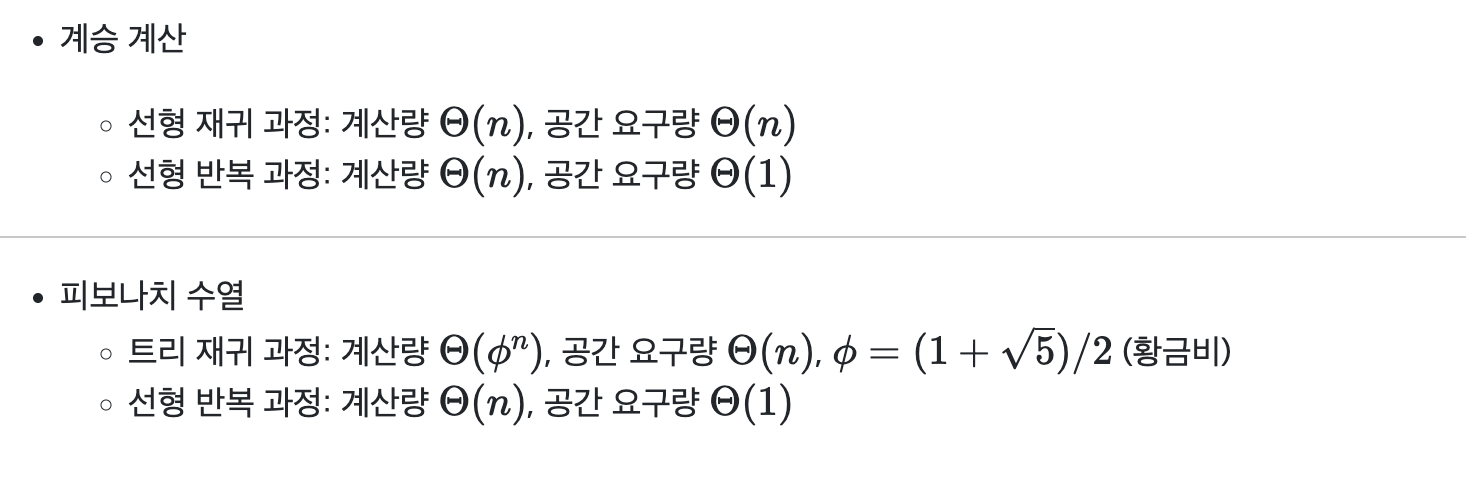 • 계승 계산
◦ 선형 재귀 과정: 계산량 Θ(n), 공간 요구량 Θ(n)
◦ 선형 반복 과정: 계산량 Θ(n), 공간 요구량 Θ(1)
• 피보나치 수열
◦ 트리 재귀 과정: 계산량 Θ(ϕⁿ), 공간 요구량 Θ(n), ϕ = (1 + √5)/2 (황금비)
◦ 선형 반복 과정: 계산량 Θ(n), 공간 요구량 Θ(1)